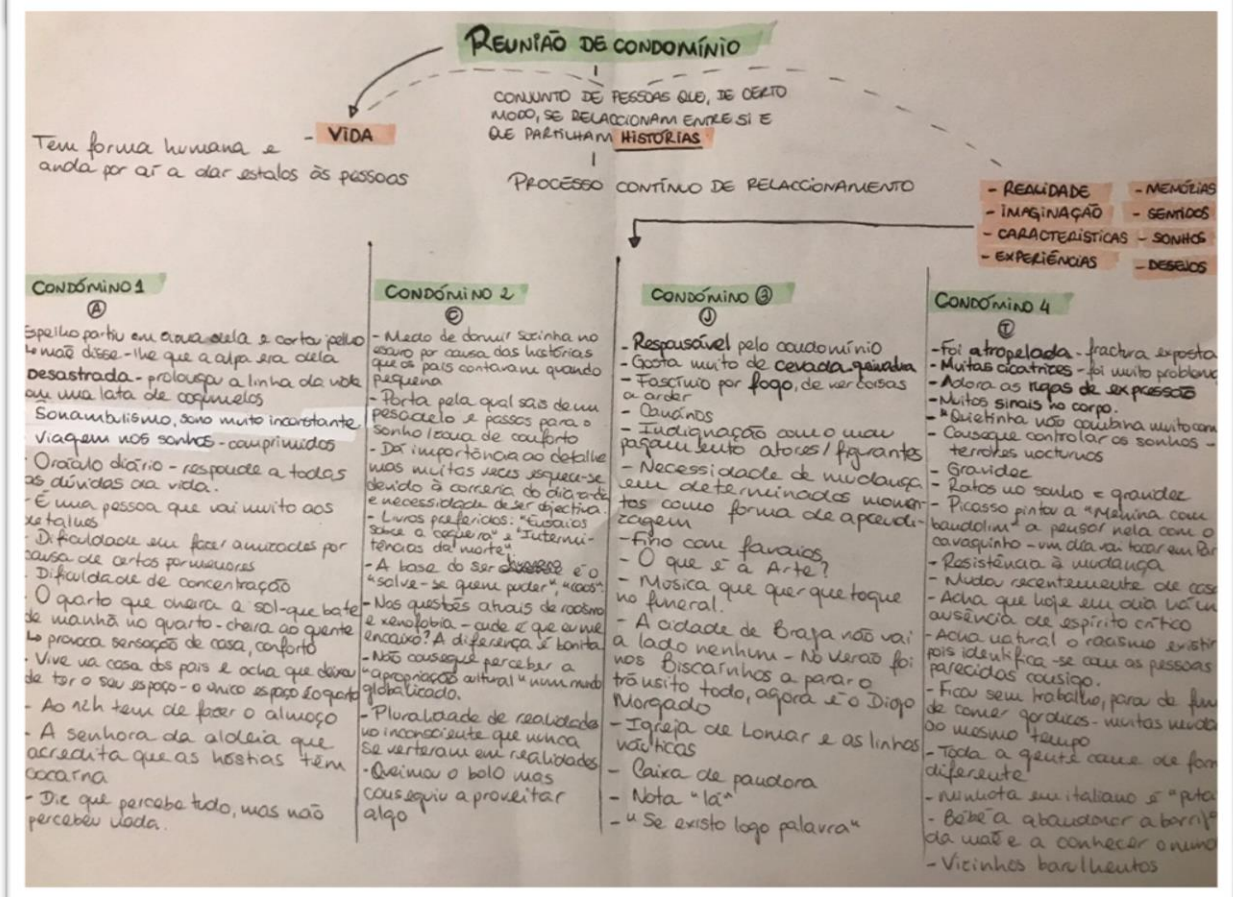 REUNIÃO DE CONDOMÍNIO
CONJUNTO DE PESSOAS QUE, DE CERTO
MODO, SE RELACCIONAM ENTRE SI E
QUE PARTILHAM HISTÓRIAS
- VIDA
Tem forma humana e
anda por aí a dar estalos às pessoas
PROCESSO CONTÍNUO DE RELACCIONAMENTO
- REALIDADE
- IMAGINAÇÃO
- CARACTERÍSTICAS
- EXPERIÊNCIAS
- MEMÓRIAS
- SENTIDOS
- SONHOS
- DESEJOS
CONDÓMINO 1
A
Espelho partiu em cima dela e cortou joelho
↳ mãe disse-lhe que a culpa era dela
Desastrada - prolongou a linha da vida
com uma lata de cogumelos
Sonambulismo, sono muito inconstante
Viagem nos sonhos - comprimidos
- Oráculo diário - responde a todas
as dúvidas da vida.
- É uma pessoa que vai muito aos
detalhes
- Dificuldade em fazer amizades por
causa de certos pormenores
- Dificuldade de concentração
- O quarto que cheira a sol - que bate
de manhã no quarto - cheira ao quente
↳ provoca sensação de casa, conforto
- Vive na casa dos pais e acha que devia
de ter o seu espaço - o único espaço é o quarto
- Ao 12h tem de fazer o almoço
- A senhora da aldeia que
acredita que as hóstias têm
cocaína
- Diz que percebe tudo, mas não
percebeu nada.
CONDÓMINO 2
- Medo de dormir sozinha no
escuro por causa das histórias
que os pais contavam quando
pequena
- Porta pela qual sais de um
pesadelo e passas para o
sonho/zona de conforto
- Dá importância ao detalhe
mas muitas vezes esquece-se
devido à correria do dia-a-dia
e necessidade de ser objectiva.
- Livros preferidos: "Ensaios
sobre a cegueira" e "Intermi-
tências da morte"
- A base do ser é o
"salve-se quem puder", "caos".
- Nas questões atuais de racismo
e xenofobia - onde é que eu me
encaixo? A diferença é bonita
- Não consegue perceber a
"apropriação cultural" num mundo
globalizado.
- Pluralidade de realidades
no inconsciente que nunca
se verteram em realidades
- Queimou o bolo mas
conseguiu aproveitar
algo
CONDÓMINO 3
J
- Responsável pelo condomínio
- Gosta muito de cevada
- Fascínio por fogo, de ver coisas
a arder
- Caninos
- Indignação com o mau
pagamento atores/figurantes
- Necessidade de mudança
em determinados momen-
tos como forma de aprendi-
zagem
- Fino com favaios
- O que é a Arte?
- Música que quer que toque
no funeral.
- A cidade de Braga não vai
a lado nenhum - No verão foi
nos Biscainhos a parar o
trânsito todo, agora é o Diogo
Morgado
- Igreja de Lomar e as linhas
náuticas
- Caixa de pandora
- Nota "lá"
- "Se existo logo palavra"
CONDÓMINO 4
- Foi atropelada - fractura exposta
- Muitas cicatrizes - foi muito
- Adora as rugas de expressão
- Muitos sinais no corpo.
- "Quietinha" não combina muito com
- Consegue controlar os sonhos -
terrores nocturnos
- Gravidez
- Ratos no sonho = gravidez
- Picasso pintou a "Menina com
bandolim" a pensar nela com o
cavaquinho - um dia vai tocar em
- Resistência à mudança
- Mudou recentemente de casa
- Acha que hoje em dia há
ausência de espírito crítico
- Acha natural o racismo existir
pois identifica-se com as pessoas
parecidas consigo.
- Ficou sem trabalho, parou de
de comer gordices - muitas
ao mesmo tempo
- Toda a gente come de
diferente
- Minhota em italiano é "puta
- Bébé a abandonar a
da mãe e a conhecer o
- Vizinhos barulhentos